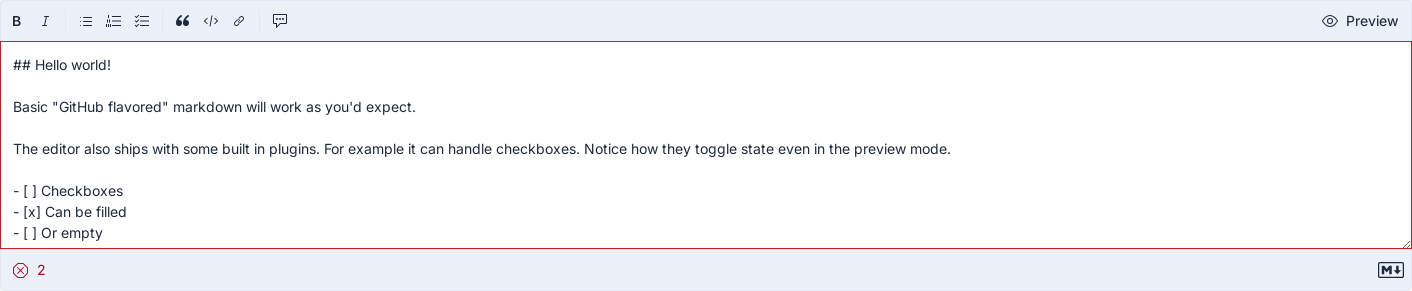 B I Preview
## Hello world!
Basic "GitHub flavored" markdown will work as you'd expect.
The editor also ships with some built in plugins. For example it can handle checkboxes. Notice how they toggle state even in the preview mode.
- [ ] Checkboxes
- [x] Can be filled
- [ ] Or empty
2 M